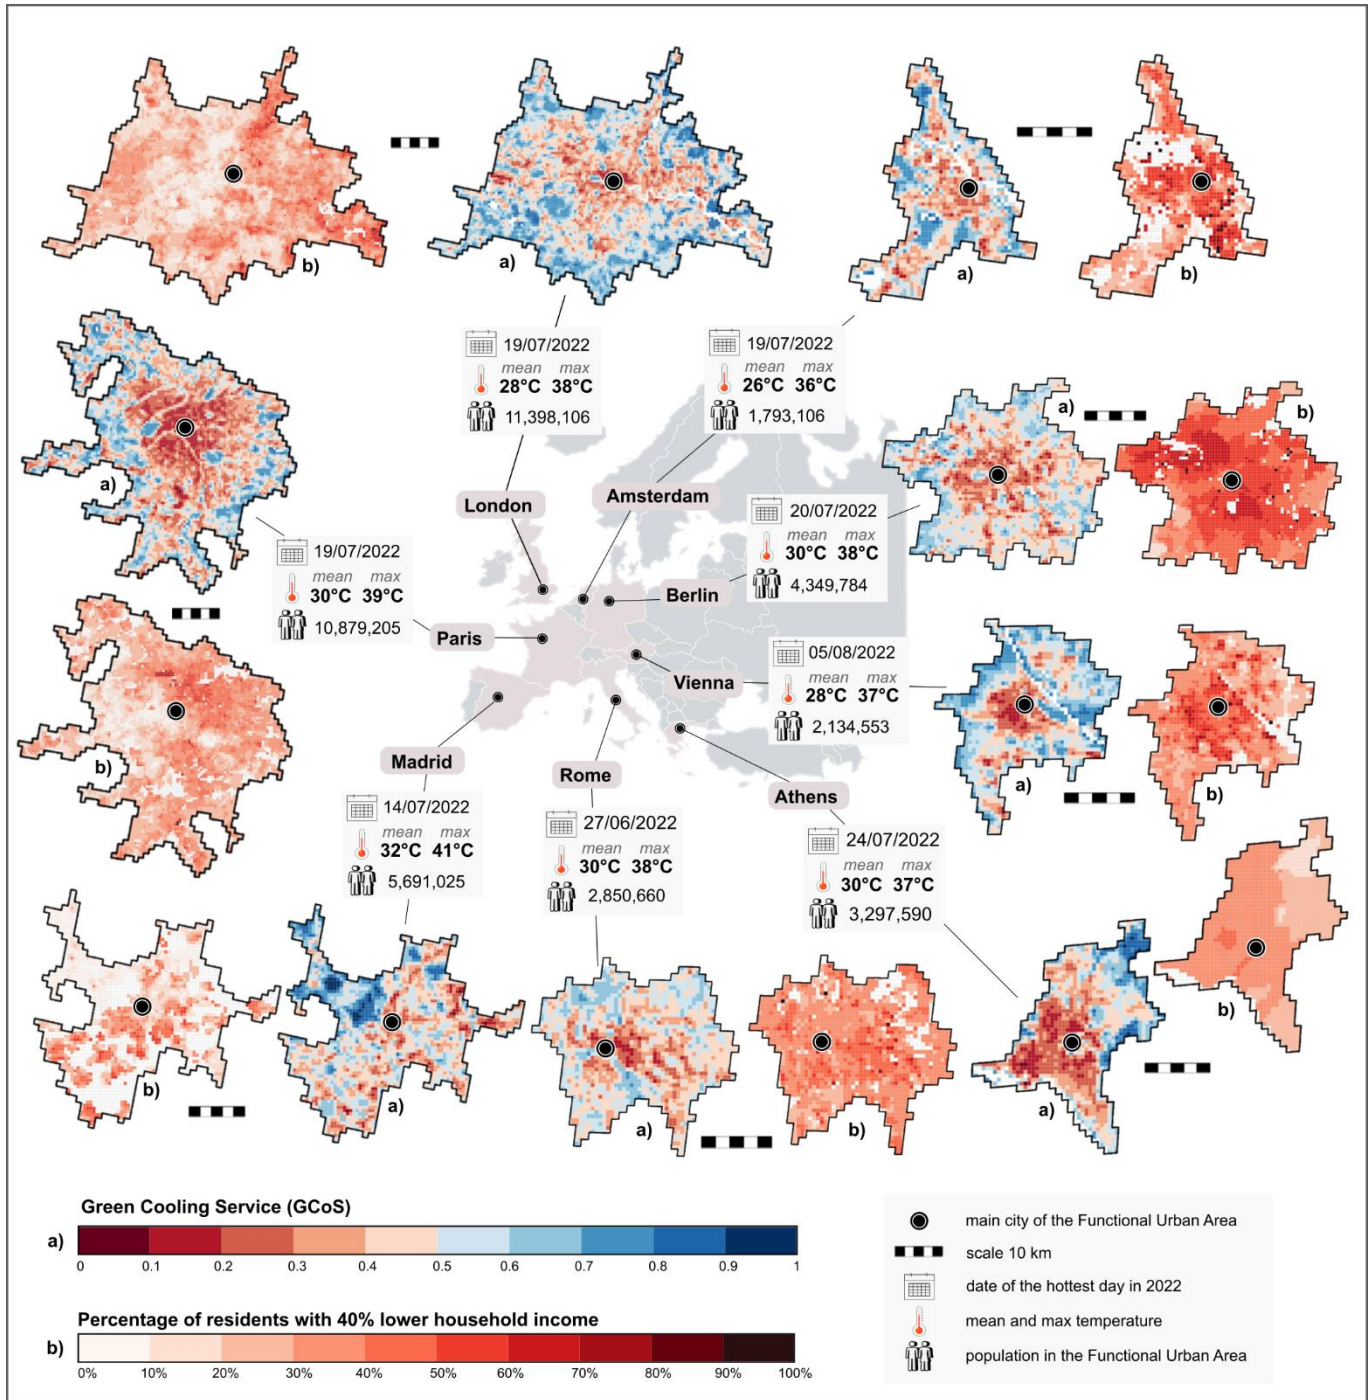 b)
a)
a)
b)
19/07/2022
mean max
28°C 38°C
11,398,106
19/07/2022
mean max
26°C 36°C
1,793,106
a)
b)
a)
London
Amsterdam
20/07/2022
mean max
30°C 38°C
4,349,784
19/07/2022
mean max
30°C 39°C
10,879,205
Berlin
Paris
05/08/2022
mean max
28°C 37°C
2,134,553
Vienna
a)
b)
b)
Madrid
Rome
Athens
14/07/2022
mean max
32°C 41°C
5,691,025
27/06/2022
mean max
30°C 38°C
2,850,660
24/07/2022
mean max
30°C 37°C
3,297,590
b)
b)
a)
a)
b)
a)
Green Cooling Service (GCoS)
a)
0 0.1 0.2 0.3 0.4 0.5 0.6 0.7 0.8 0.9 1
Percentage of residents with 40% lower household income
b)
0% 10% 20% 30% 40% 50% 60% 70% 80% 90% 100%
main city of the Functional Urban Area
scale 10 km
date of the hottest day in 2022
mean and max temperature
population in the Functional Urban Area